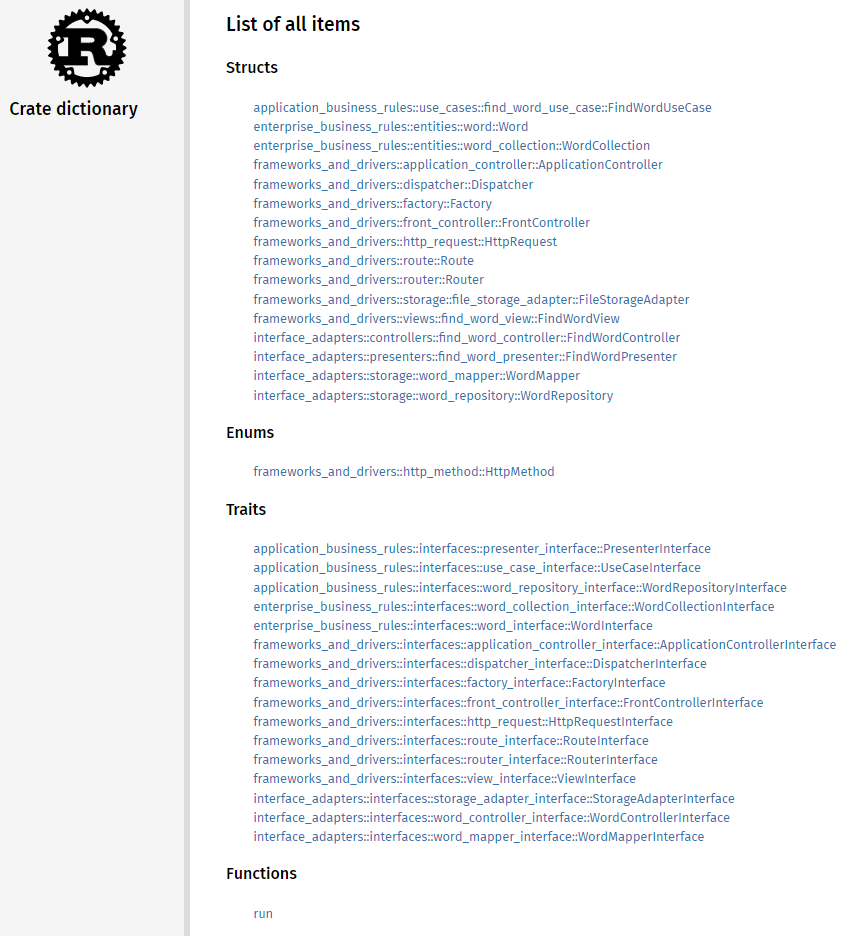 R
Crate dictionary
List of all items
Structs
application_business_rules::use_cases::find_word_use_case::FindWordUseCase
enterprise_business_rules::entities::word::Word
enterprise_business_rules::entities::word_collection::WordCollection
frameworks_and_drivers::application_controller::ApplicationController
frameworks_and_drivers::dispatcher::Dispatcher
frameworks_and_drivers::factory::Factory
frameworks_and_drivers::front_controller::FrontController
frameworks_and_drivers::http_request::HttpRequest
frameworks_and_drivers::route::Route
frameworks_and_drivers::router::Router
frameworks_and_drivers::storage::file_storage_adapter::FileStorageAdapter
frameworks_and_drivers::views::find_word_view::FindWordView
interface_adapters::controllers::find_word_controller::FindWordController
interface_adapters::presenters::find_word_presenter::FindWordPresenter
interface_adapters::storage::word_mapper::WordMapper
interface_adapters::storage::word_repository::WordRepository
Enums
frameworks_and_drivers::http_method::HttpMethod
Traits
application_business_rules::interfaces::presenter_interface::PresenterInterface
application_business_rules::interfaces::use_case_interface::UseCaseInterface
application_business_rules::interfaces::word_repository_interface::WordRepositoryInterface
enterprise_business_rules::interfaces::word_collection_interface::WordCollectionInterface
enterprise_business_rules::interfaces::word_interface::WordInterface
frameworks_and_drivers::interfaces::application_controller_interface::ApplicationControllerInterface
frameworks_and_drivers::interfaces::dispatcher_interface::DispatcherInterface
frameworks_and_drivers::interfaces::factory_interface::FactoryInterface
frameworks_and_drivers::interfaces::front_controller_interface::FrontControllerInterface
frameworks_and_drivers::interfaces::http_request::HttpRequestInterface
frameworks_and_drivers::interfaces::route_interface::RouteInterface
frameworks_and_drivers::interfaces::router_interface::RouterInterface
frameworks_and_drivers::interfaces::view_interface::ViewInterface
interface_adapters::interfaces::storage_adapter_interface::StorageAdapterInterface
interface_adapters::interfaces::word_controller_interface::WordControllerInterface
interface_adapters::interfaces::word_mapper_interface::WordMapperInterface
Functions
run